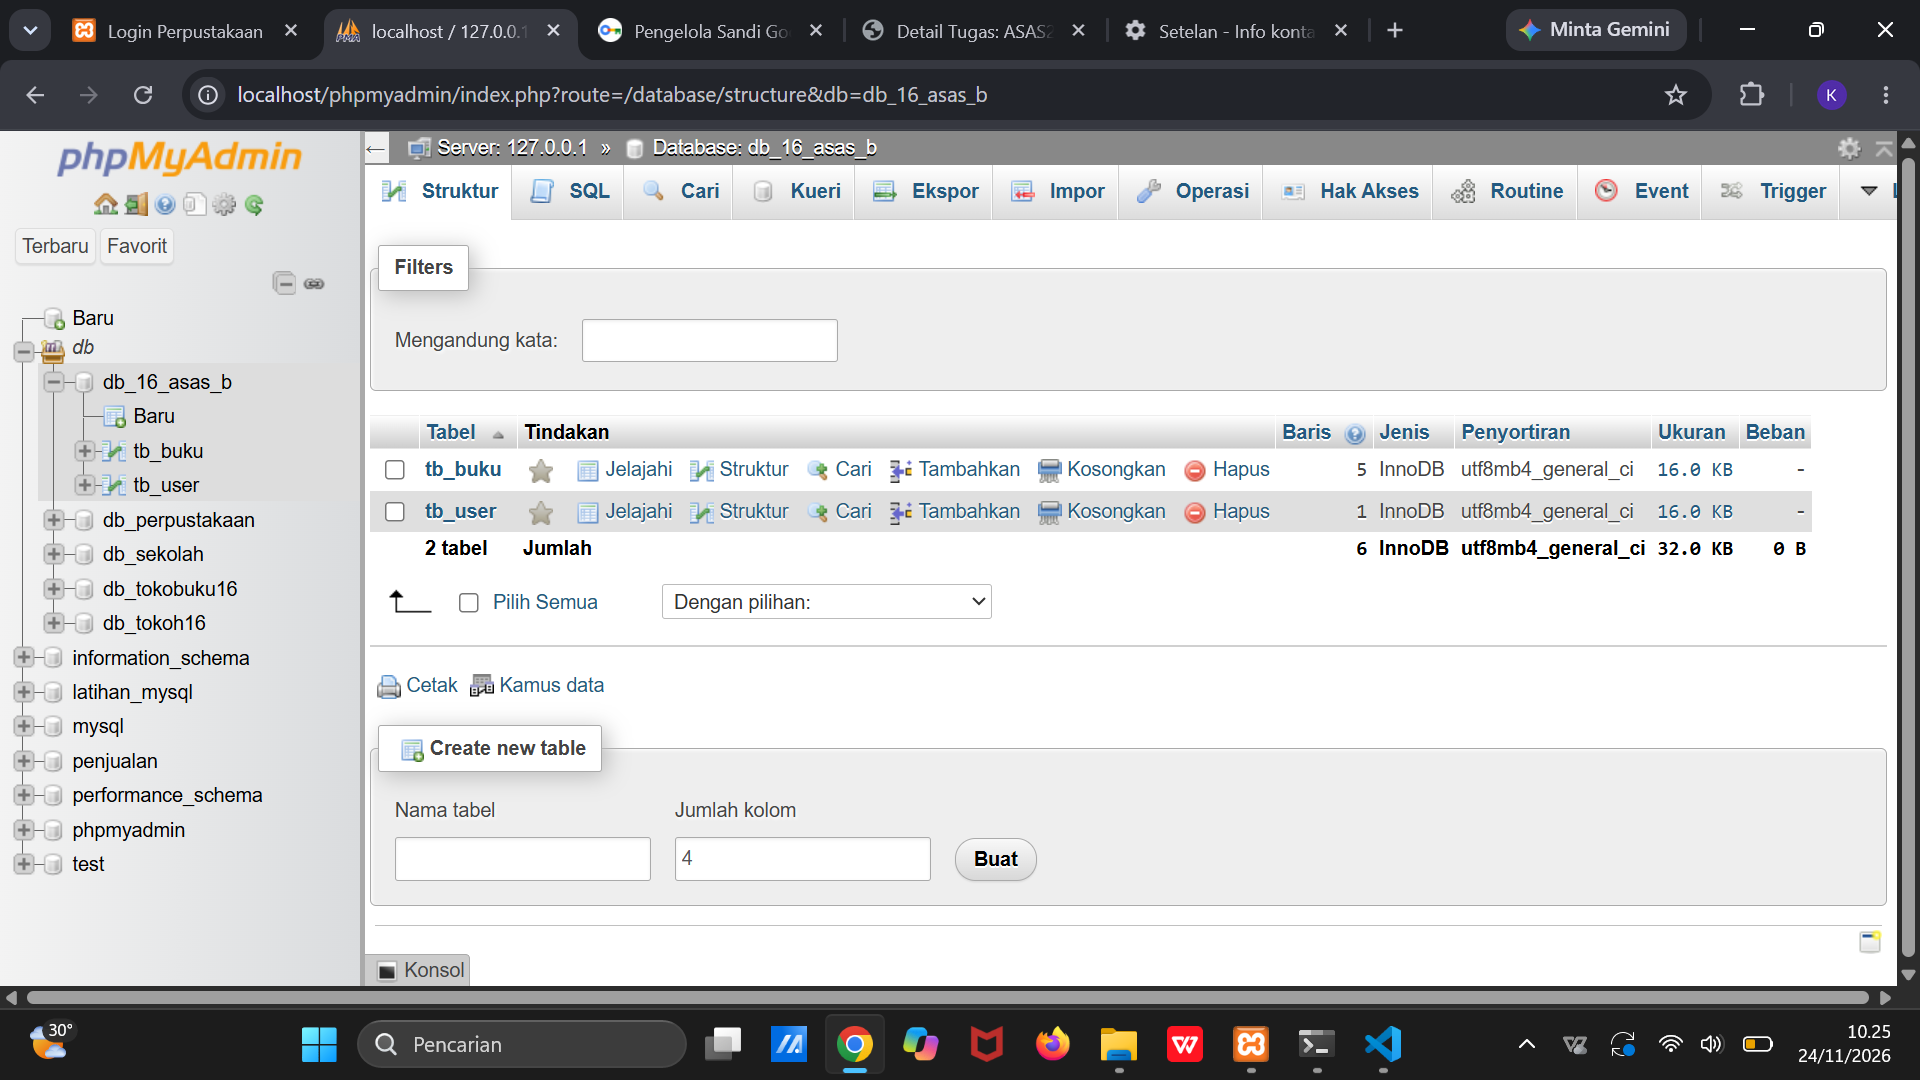 Login Perpustakaan
localhost / 127.0.0.1
Pengelola Sandi Go
Detail Tugas: ASAS2
Setelan - Info konta
Minta Gemini
localhost/phpmyadmin/index.php?route=/database/structure&db=db_16_asas_b
K
phpMyAdmin
Terbaru
Favorit
Baru
db
db_16_asas_b
Baru
tb_buku
tb_user
db_perpustakaan
db_sekolah
db_tokobuku16
db_tokoh16
information_schema
latihan_mysql
mysql
penjualan
performance_schema
phpmyadmin
test
Server: 127.0.0.1 » Database: db_16_asas_b
Struktur SQL Cari Kueri Ekspor Impor Operasi Hak Akses Routine Event Trigger
Filters
Mengandung kata:
Tabel Tindakan Baris Jenis Penyortiran Ukuran Beban
tb_buku Jelajahi Struktur Cari Tambahkan Kosongkan Hapus 5 InnoDB utf8mb4_general_ci 16.0 KB -
tb_user Jelajahi Struktur Cari Tambahkan Kosongkan Hapus 1 InnoDB utf8mb4_general_ci 16.0 KB -
2 tabel Jumlah 6 InnoDB utf8mb4_general_ci 32.0 KB 0 B
Pilih Semua Dengan pilihan:
Cetak Kamus data
Create new table
Nama tabel Jumlah kolom
4 Buat
Konsol
30°
Pencarian
10.25
24/11/2026